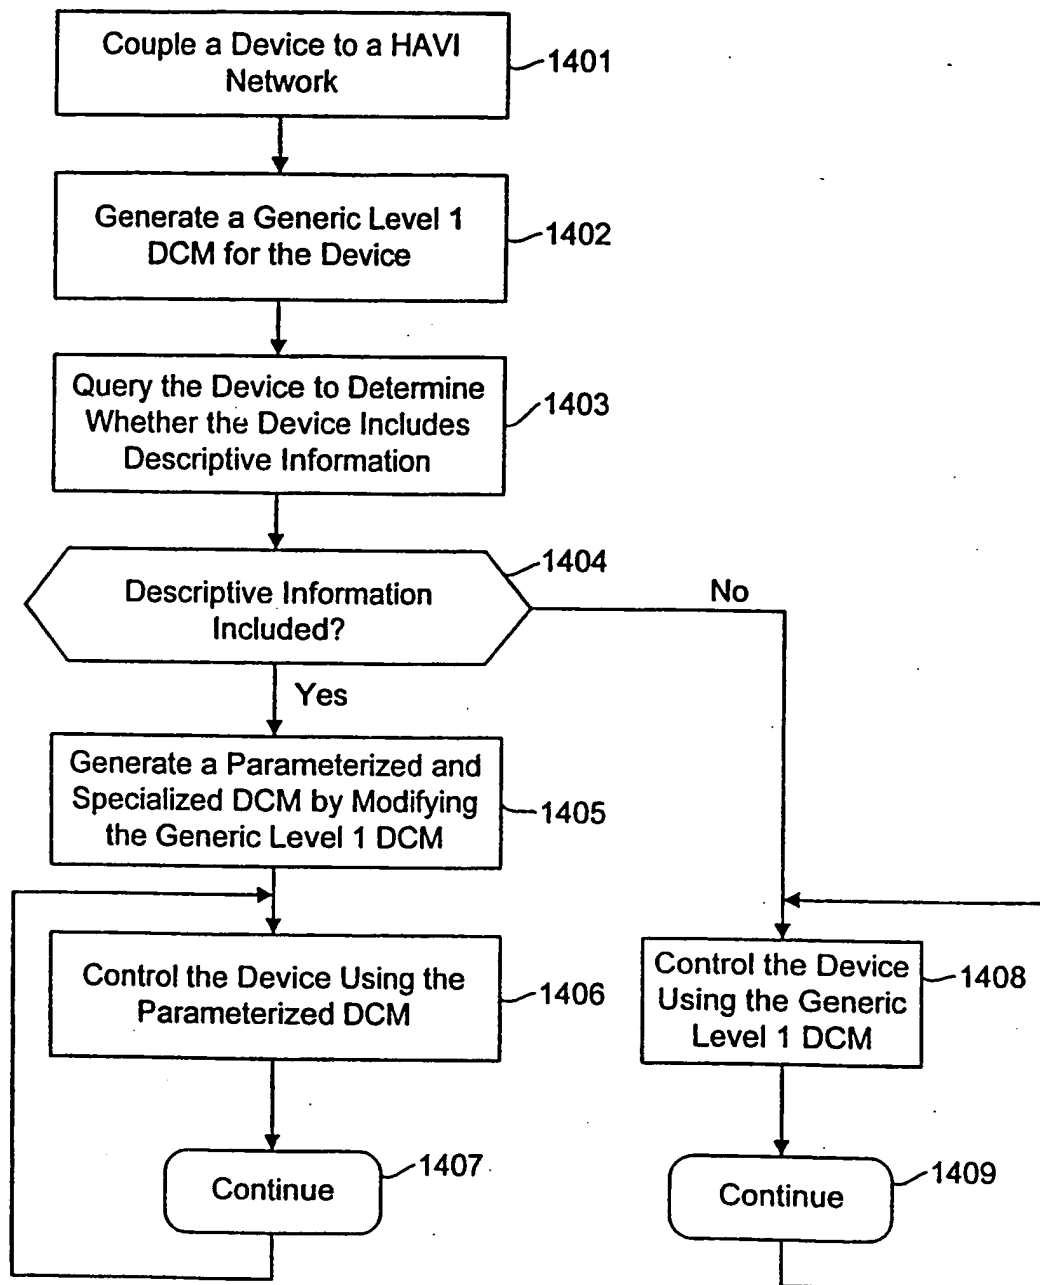 Couple a Device to a HAVI
Network
1401
Generate a Generic Level 1
DCM for the Device
1402
Query the Device to Determine
Whether the Device Includes
Descriptive Information
1403
Descriptive Information
Included?
1404
No
Yes
Generate a Parameterized and
Specialized DCM by Modifying
the Generic Level 1 DCM
1405
Control the Device Using the
Parameterized DCM
1406
Control the Device
Using the Generic
Level 1 DCM
1408
Continue
1407
Continue
1409